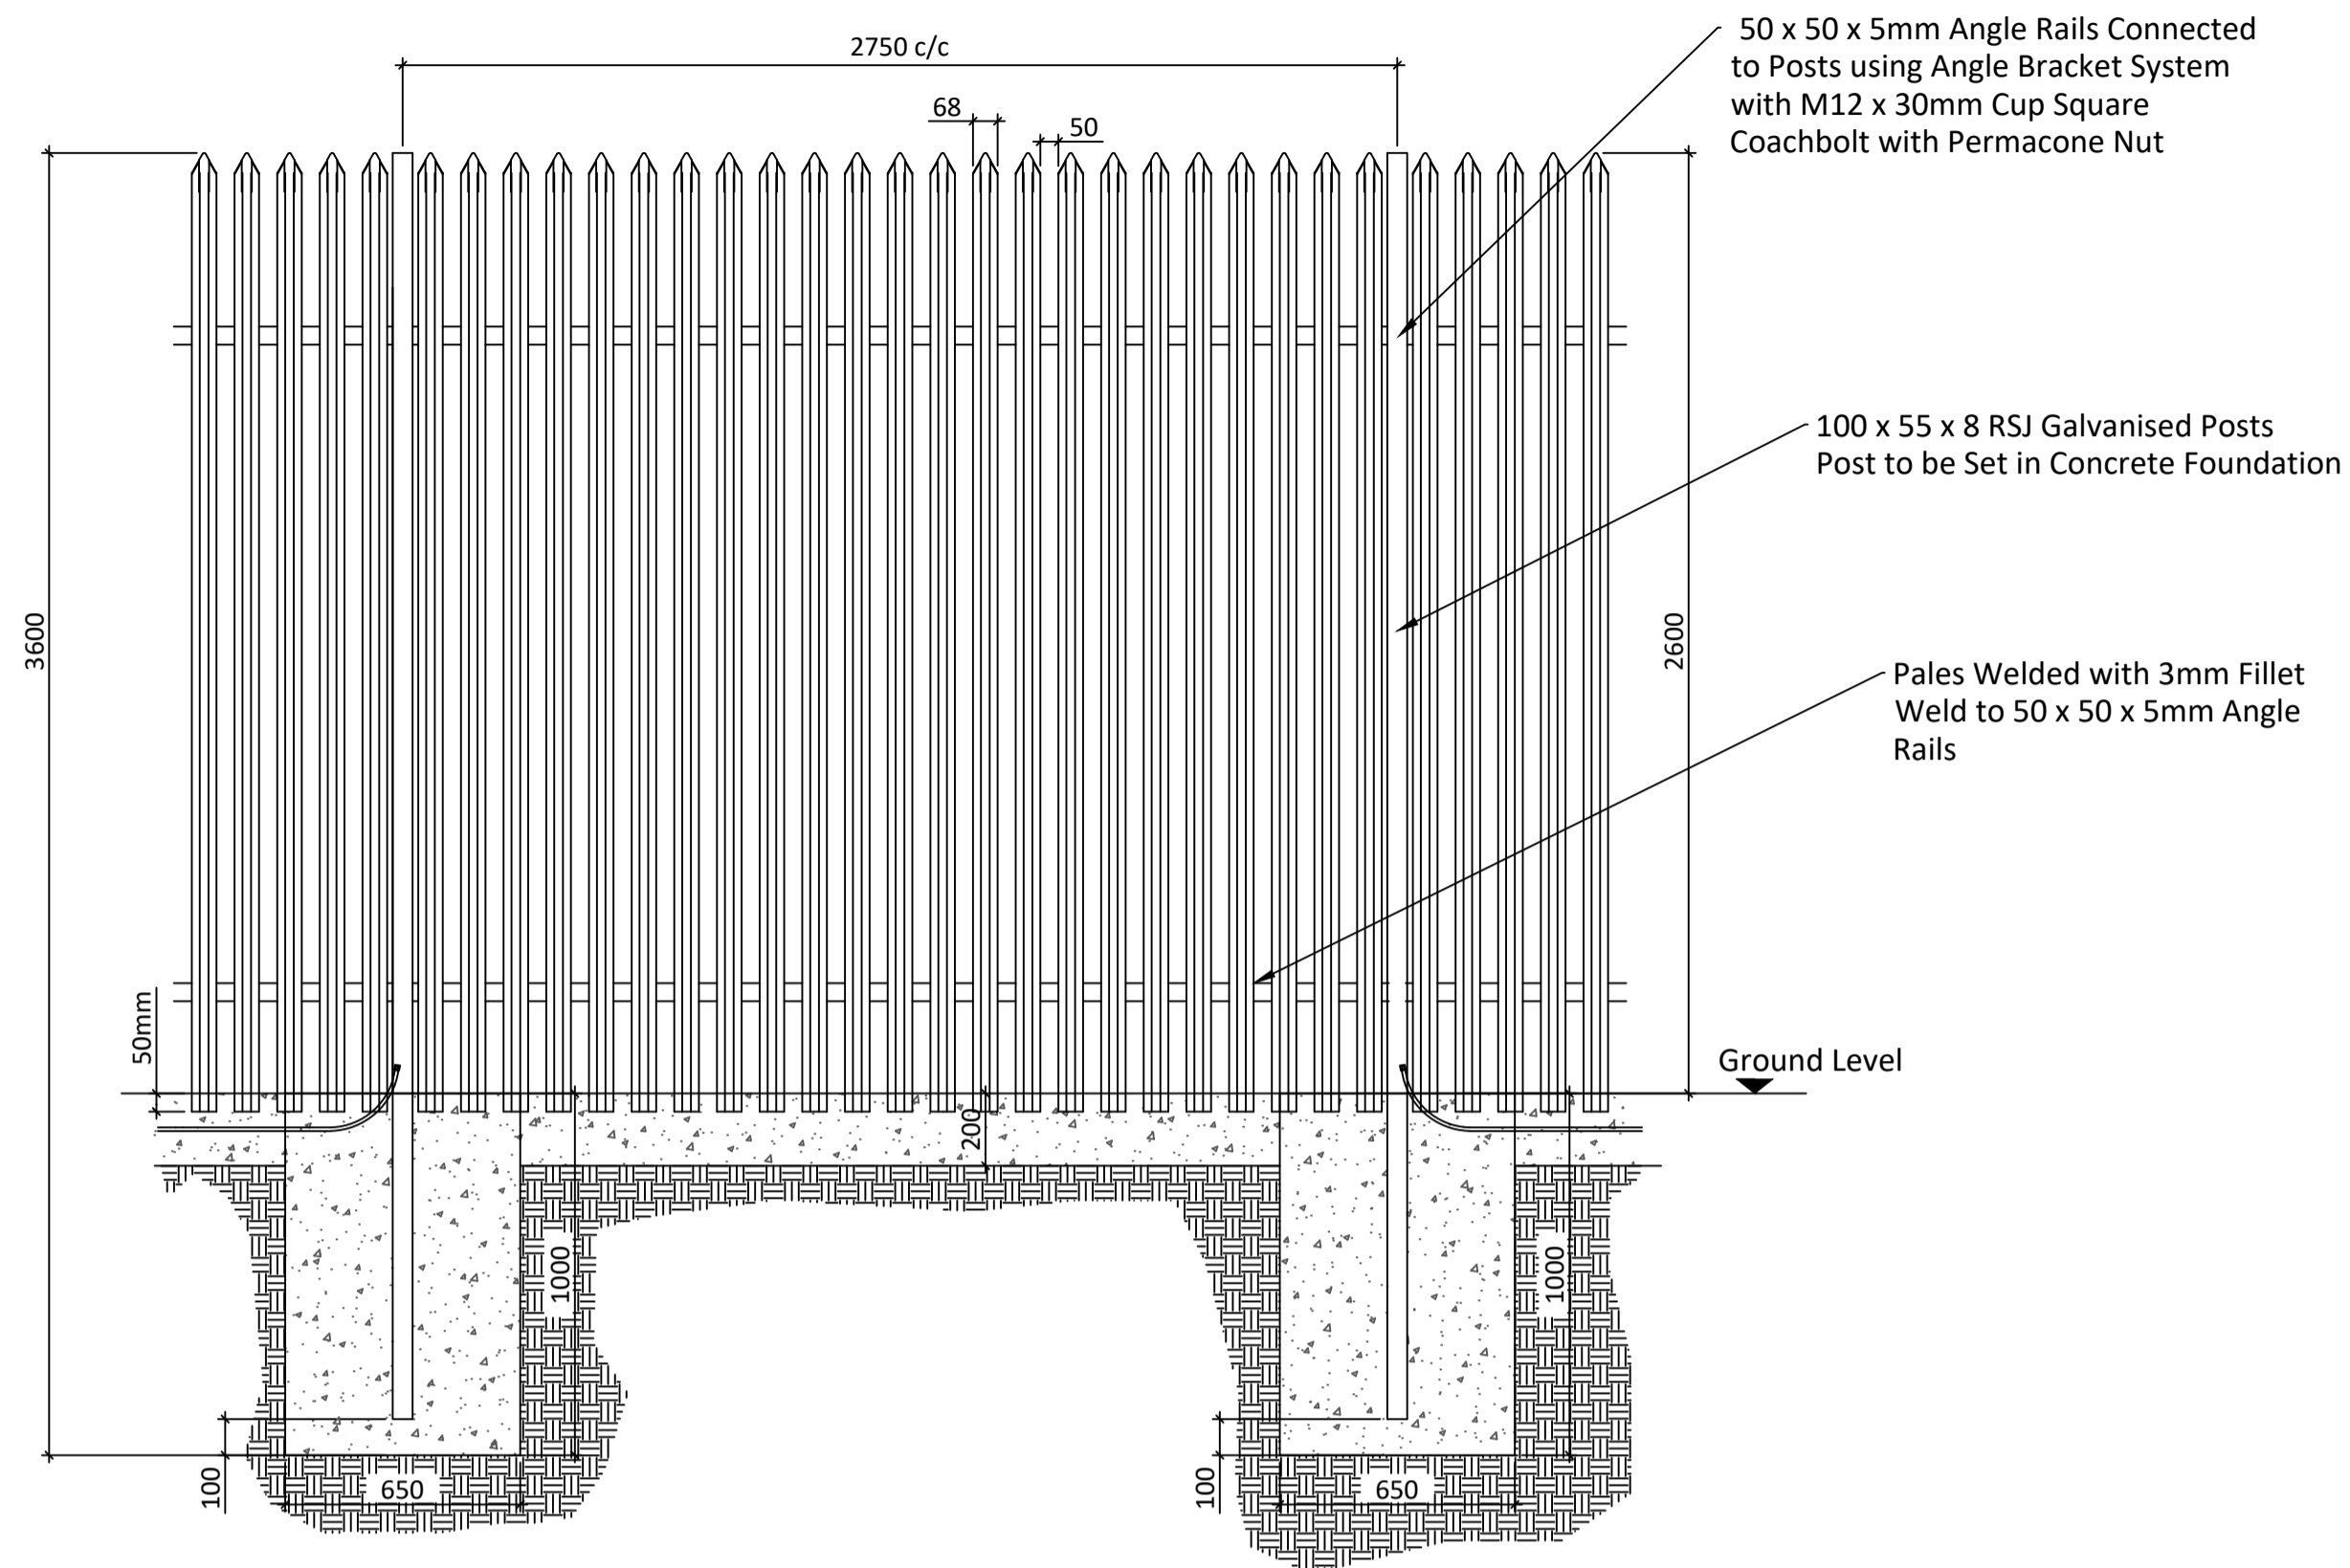 2750 c/c
50 x 50 x 5mm Angle Rails Connected
to Posts using Angle Bracket System
with M12 x 30mm Cup Square
Coachbolt with Permacone Nut
68
50
100 x 55 x 8 RSJ Galvanised Posts
Post to be Set in Concrete Foundation
3600
2600
Pales Welded with 3mm Fillet
Weld to 50 x 50 x 5mm Angle
Rails
50mm
Ground Level
200
1000
1000
100
650
100
650